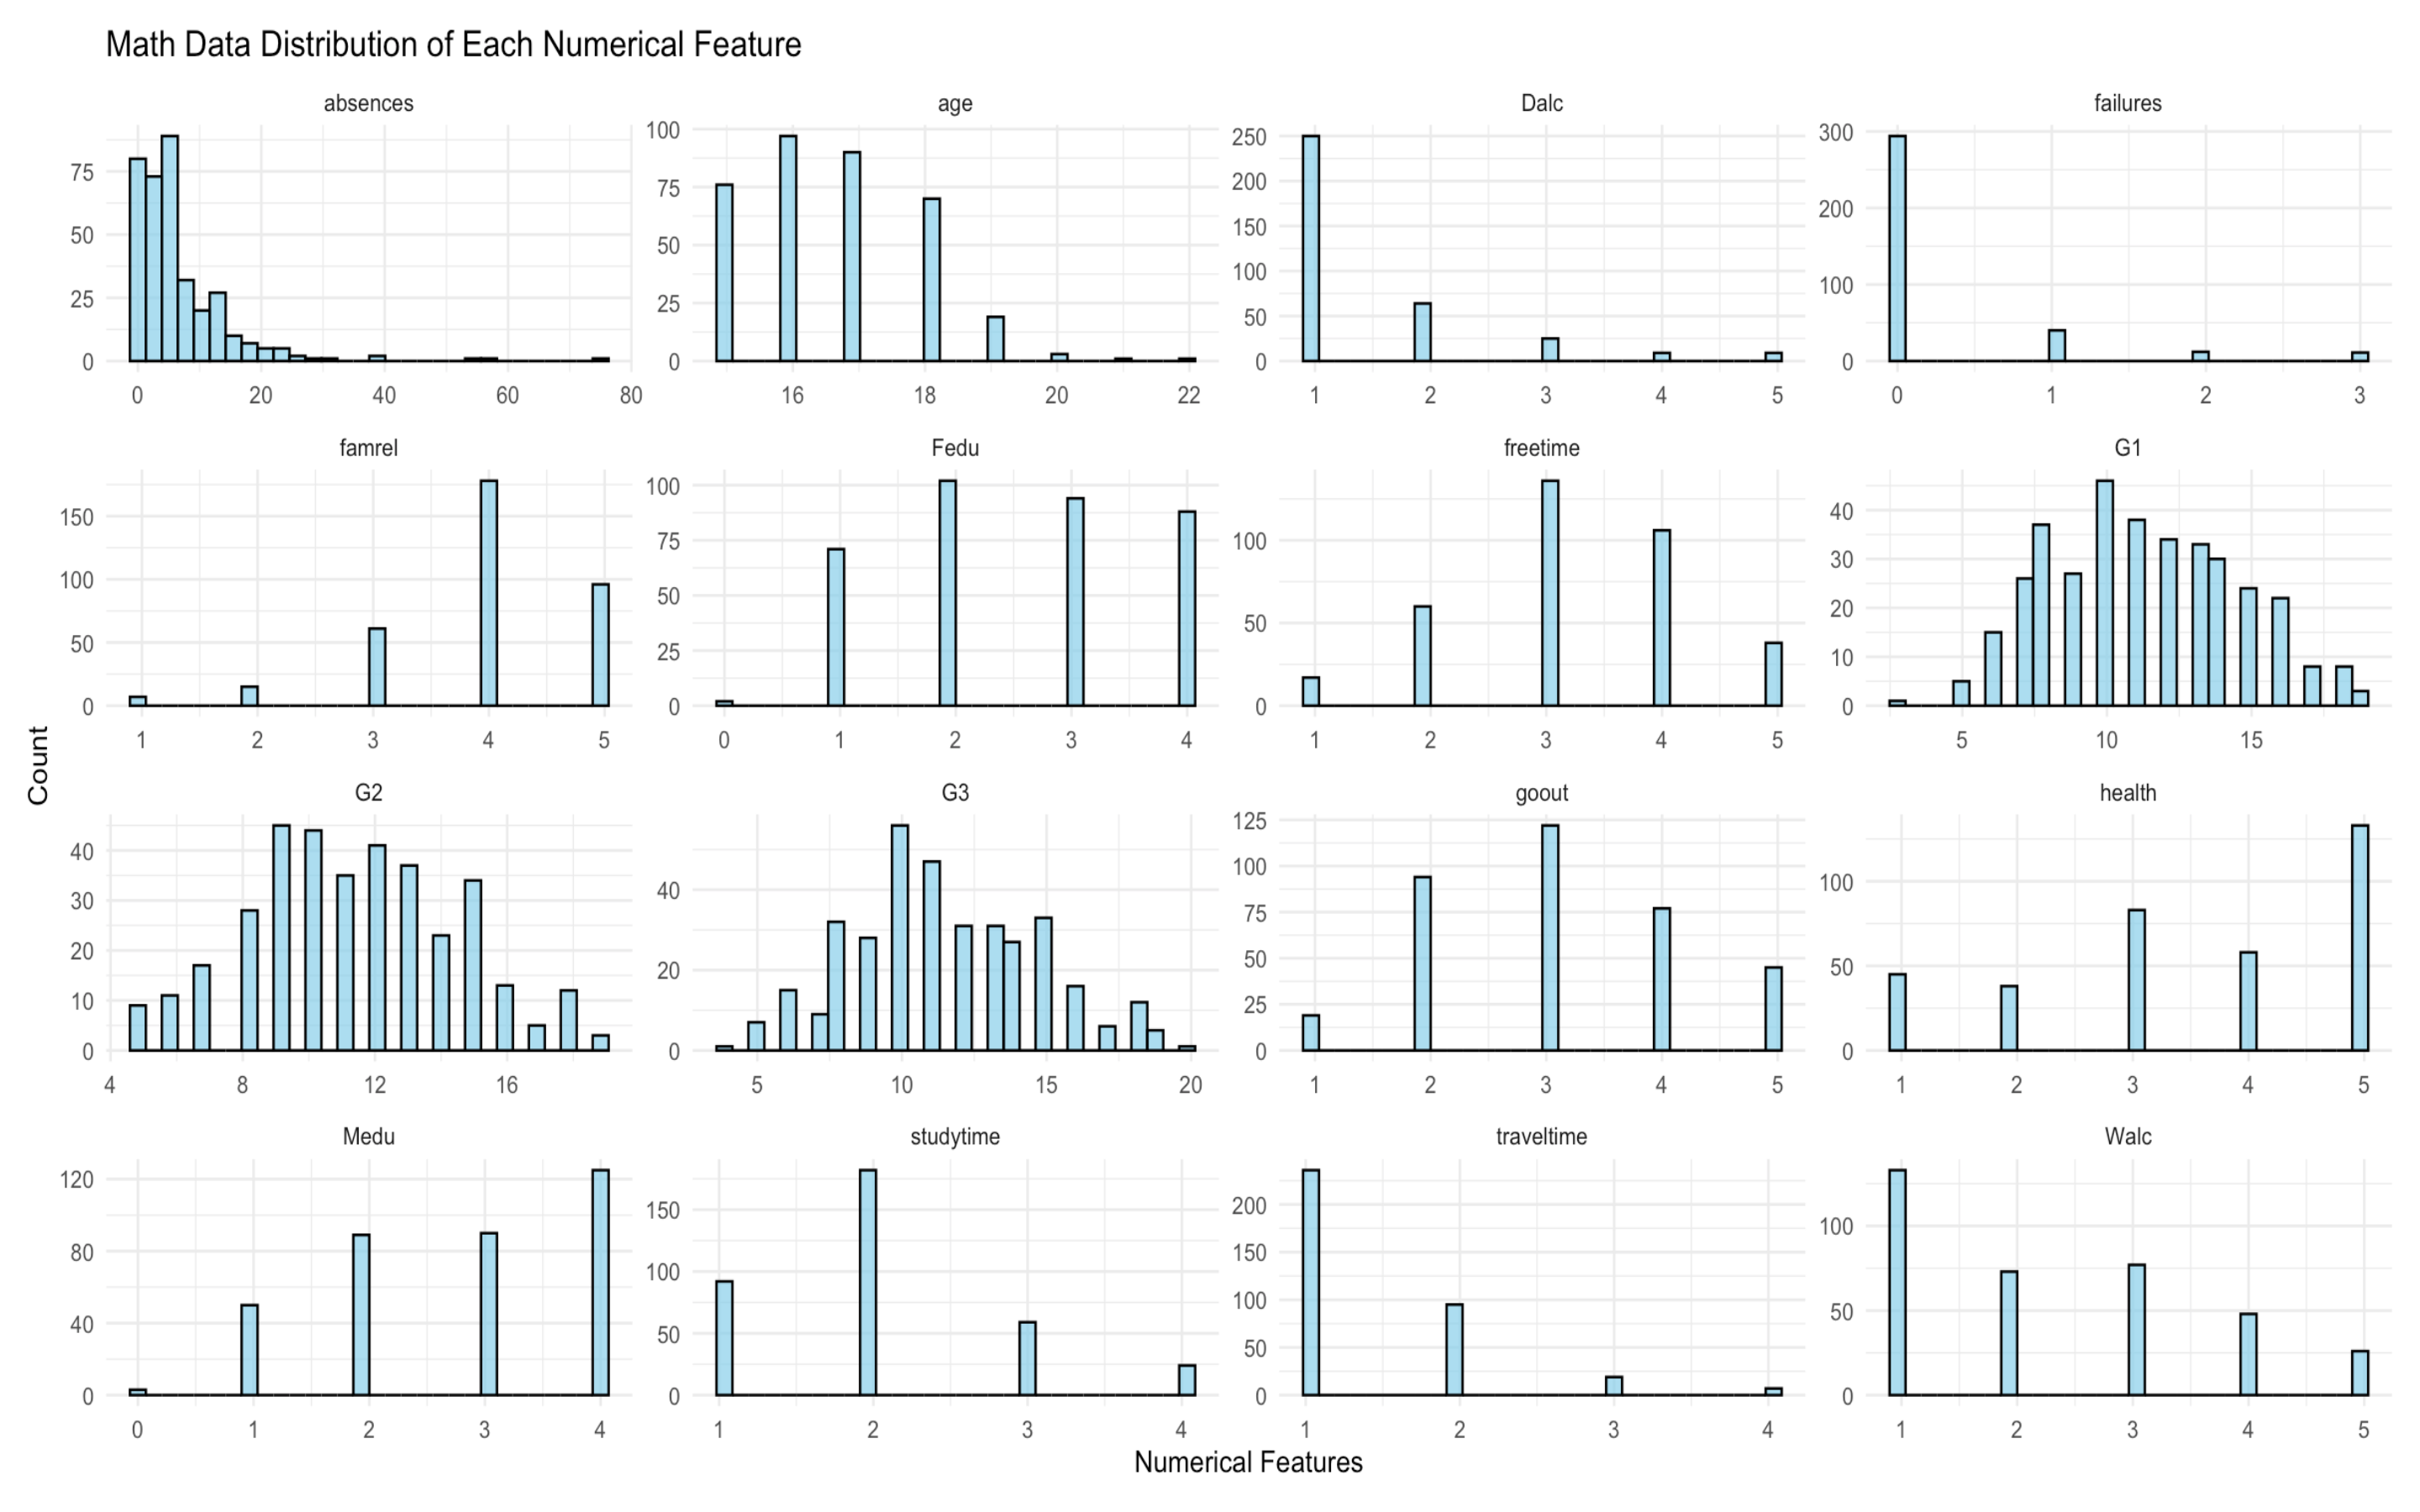 Math Data Distribution of Each Numerical Feature
absences age Dalc failures
75 50 25 0
0 20 40 60 80
100 75 50 25 0
16 18 20 22
250 200 150 100 50 0
1 2 3 4 5
300 200 100 0
0 1 2 3
famrel Fedu freetime G1
150 100 50 0
1 2 3 4 5
100 75 50 25 0
0 1 2 3 4
100 50 0
1 2 3 4 5
40 30 20 10 0
5 10 15
Count
G2 G3 goout health
40 30 20 10 0
4 8 12 16
40 20 0
5 10 15 20
125 100 75 50 25 0
1 2 3 4 5
100 50 0
1 2 3 4 5
Medu studytime traveltime Walc
120 80 40 0
0 1 2 3 4
150 100 50 0
1 2 3 4
200 150 100 50 0
1 2 3 4
100 50 0
1 2 3 4 5
Numerical Features